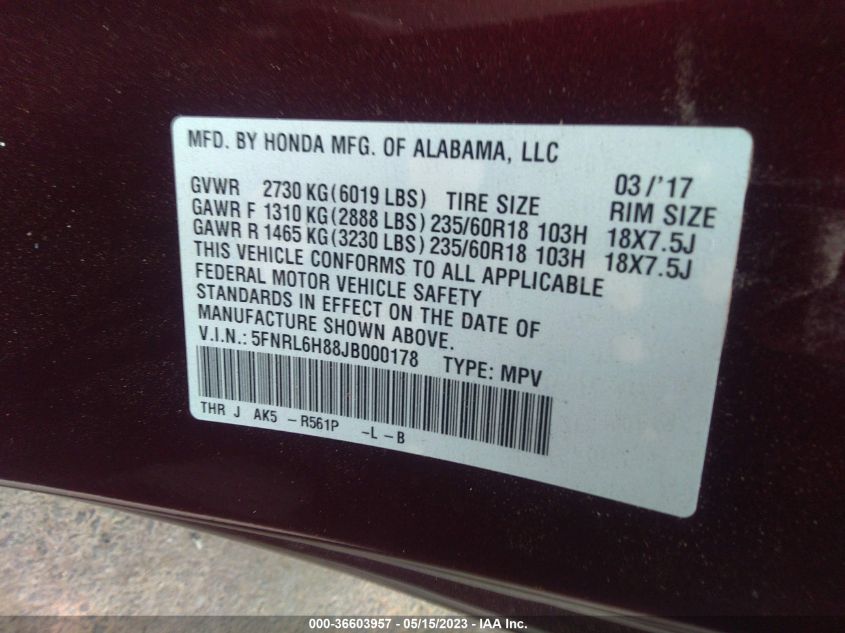 MFD. BY HONDA MFG. OF ALABAMA, LLC
03/'17
GVWR 2730 KG(6019 LBS) TIRE SIZE RIM SIZE
GAWR F 1310 KG(2888 LBS) 235/60R18 103H 18X7.5J
GAWR R 1465 KG(3230 LBS) 235/60R18 103H 18X7.5J
THIS VEHICLE CONFORMS TO ALL APPLICABLE
FEDERAL MOTOR VEHICLE SAFETY
STANDARDS IN EFFECT ON THE DATE OF
MANUFACTURE SHOWN ABOVE.
V.I.N.: 5FNRL6H88JB000178 TYPE: MPV
THR J AK5 -R561P -L-B
000-36603957 - 05/15/2023 - IAA Inc.